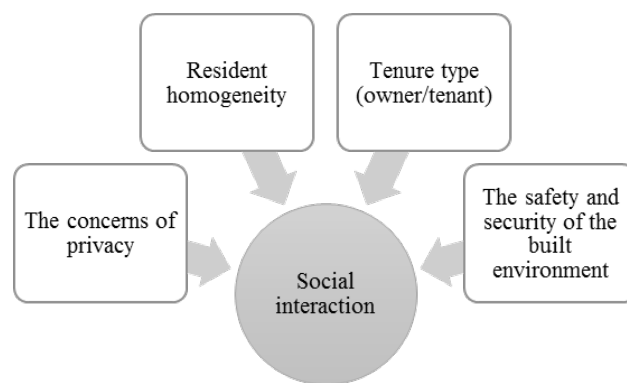 Resident
homogeneity
Tenure type
(owner/tenant)
The concerns of
privacy
The safety and
security of the
built
environment
Social
interaction